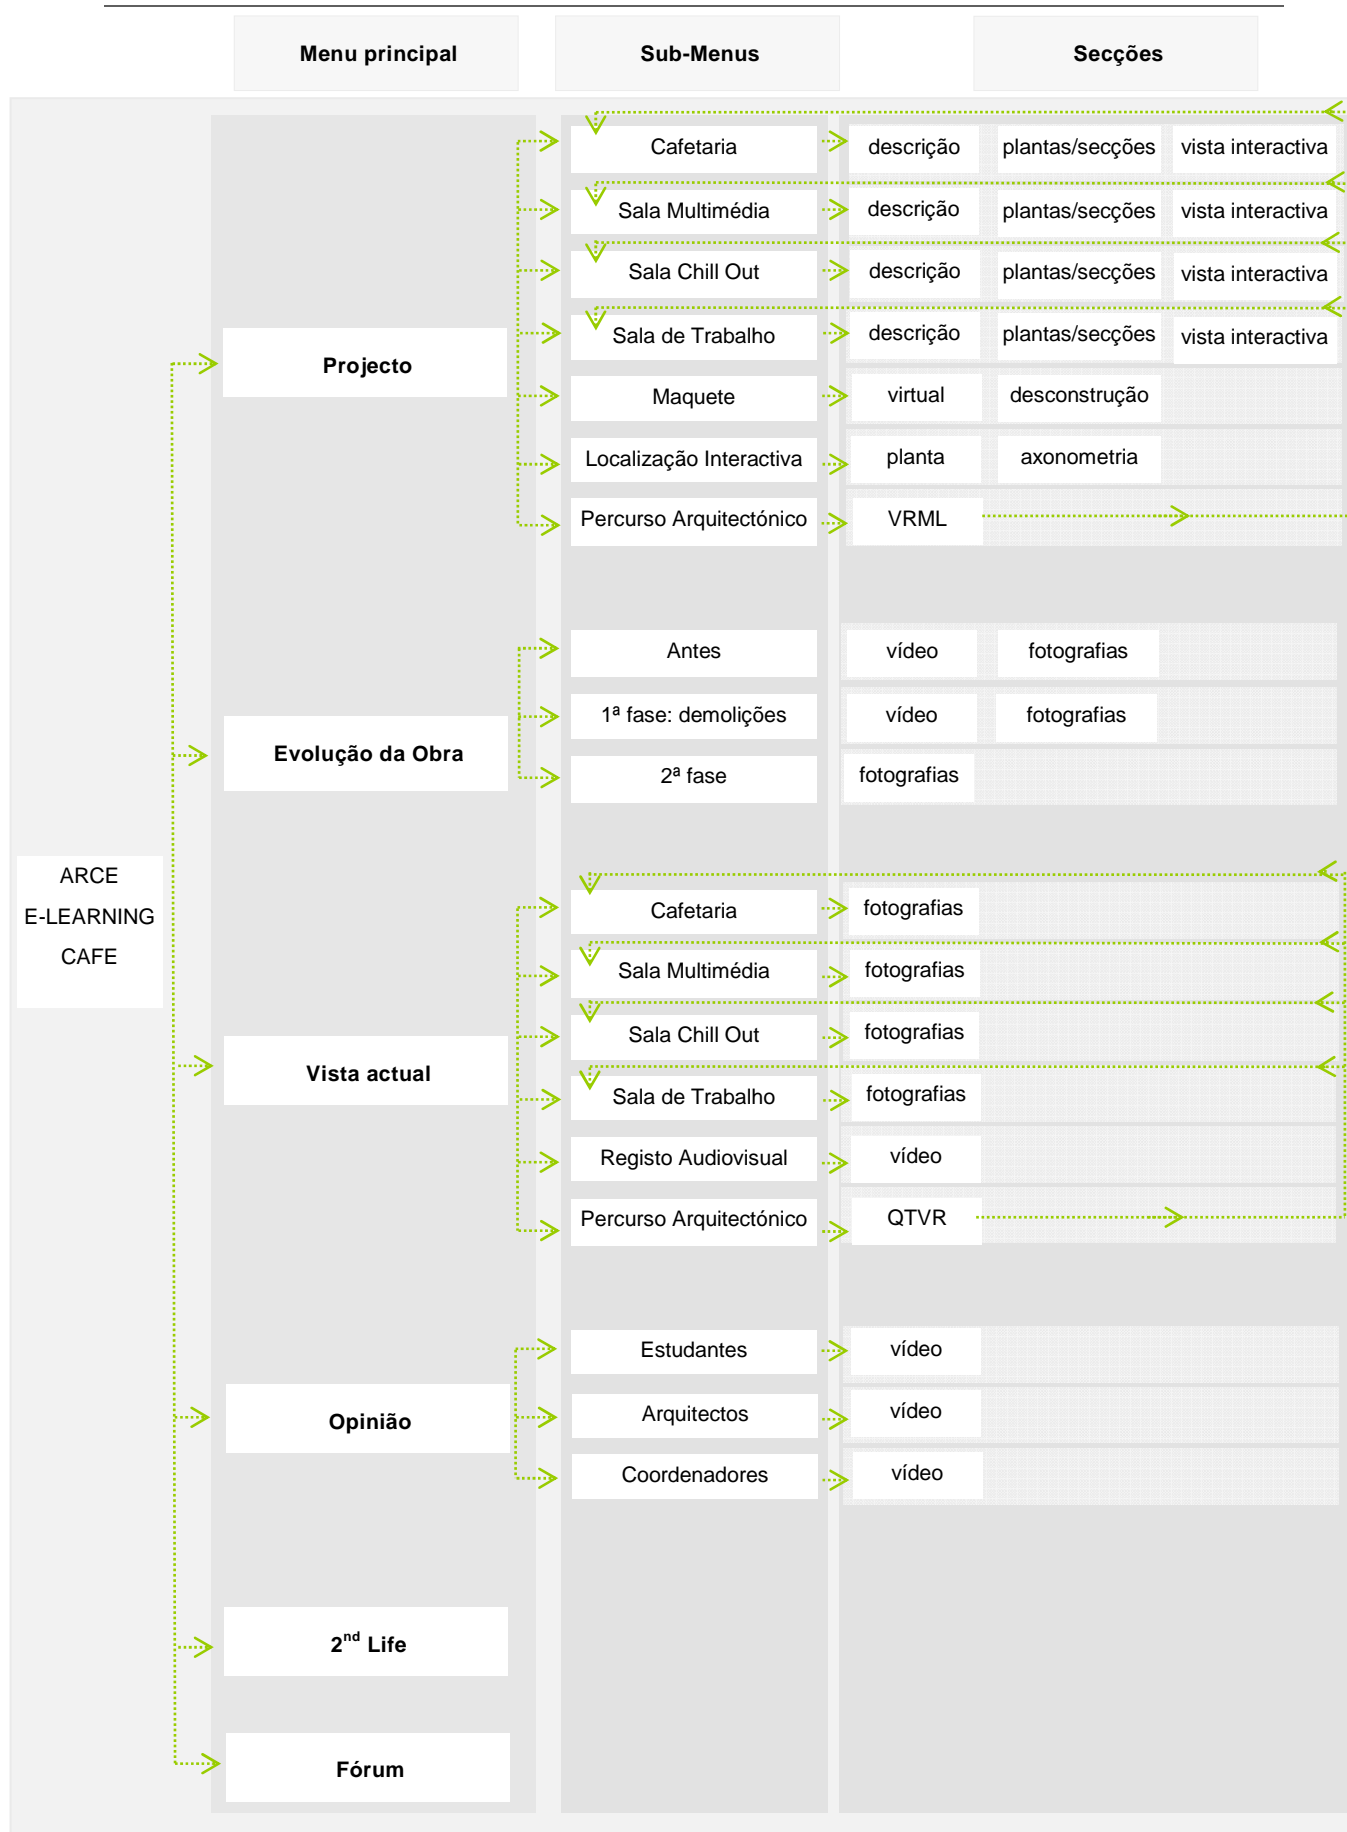 Menu principal
Sub-Menus
Secções
Cafetaria
descrição
plantas/secções
vista interactiva
Sala Multimédia
descrição
plantas/secções
vista interactiva
Sala Chill Out
descrição
plantas/secções
vista interactiva
Projecto
Sala de Trabalho
descrição
plantas/secções
vista interactiva
Maquete
virtual
desconstrução
Localização Interactiva
planta
axonometria
Percurso Arquitectónico
VRML
Antes
vídeo
fotografias
Evolução da Obra
1ª fase: demolições
vídeo
fotografias
2ª fase
fotografias
ARCE
E-LEARNING
CAFE
Cafetaria
fotografias
Sala Multimédia
fotografias
Vista actual
Sala Chill Out
fotografias
Sala de Trabalho
fotografias
Registo Audiovisual
vídeo
Percurso Arquitectónico
QTVR
Estudantes
vídeo
Opinião
Arquitectos
vídeo
Coordenadores
vídeo
2nd Life
Fórum